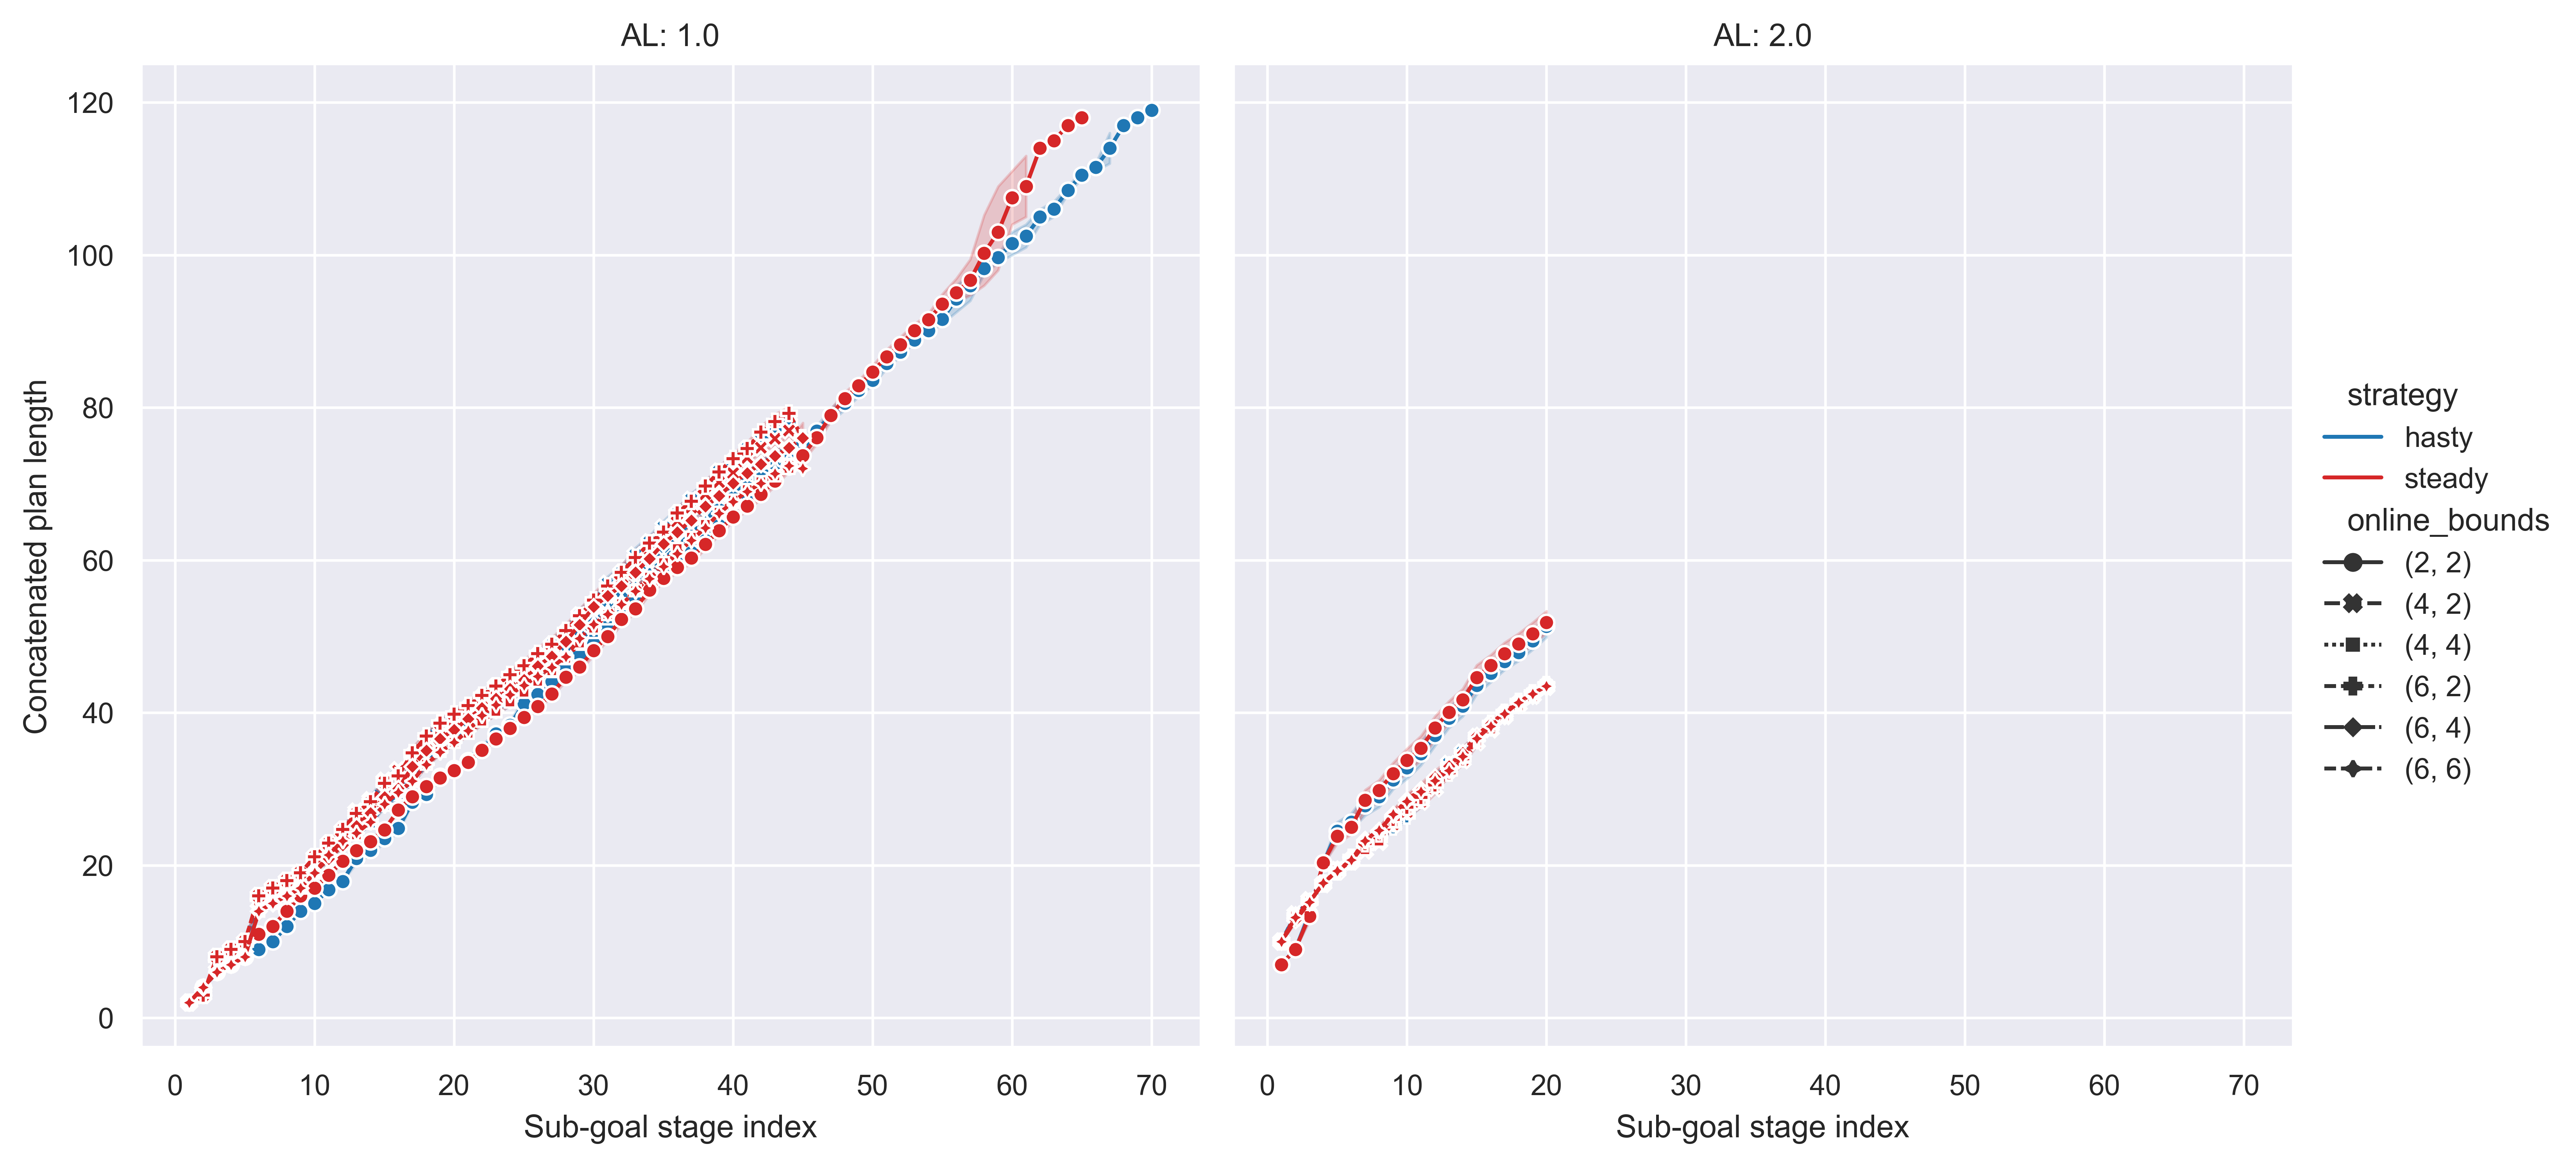 AL: 1.0
AL: 2.0
Concatenated plan length
120
100
80
60
40
20
0
0 10 20 30 40 50 60 70
0 10 20 30 40 50 60 70
Sub-goal stage index
Sub-goal stage index
strategy
hasty
steady
online_bounds
(2, 2)
(4, 2)
(4, 4)
(6, 2)
(6, 4)
(6, 6)